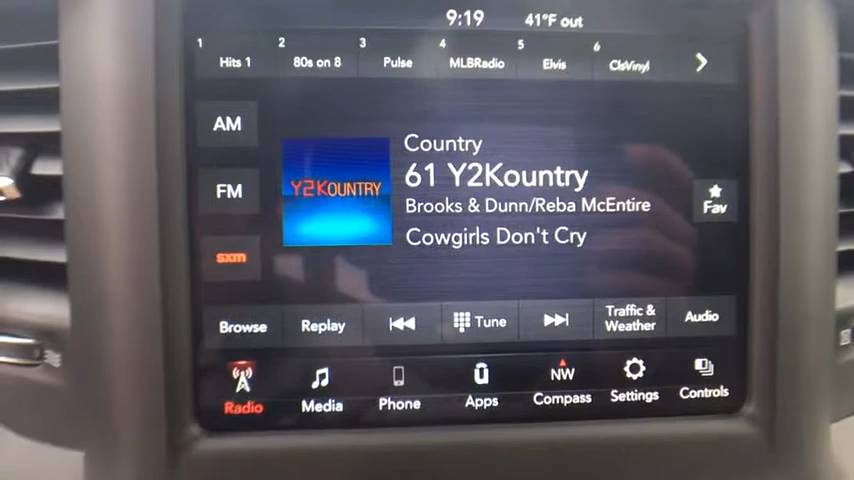 9:19 41°F out
1 2 3 4 5 6
Hits 1 80s on 8 Pulse MLBRadio Elvis ClsVinyl
AM
Country
61 Y2Kountry
FM
Y2KOUNTRY
Brooks & Dunn/Reba McEntire
Fav
Cowgirls Don't Cry
sxm
Browse Replay Tune Traffic & Weather Audio
NW
Radio Media Phone Apps Compass Settings Controls